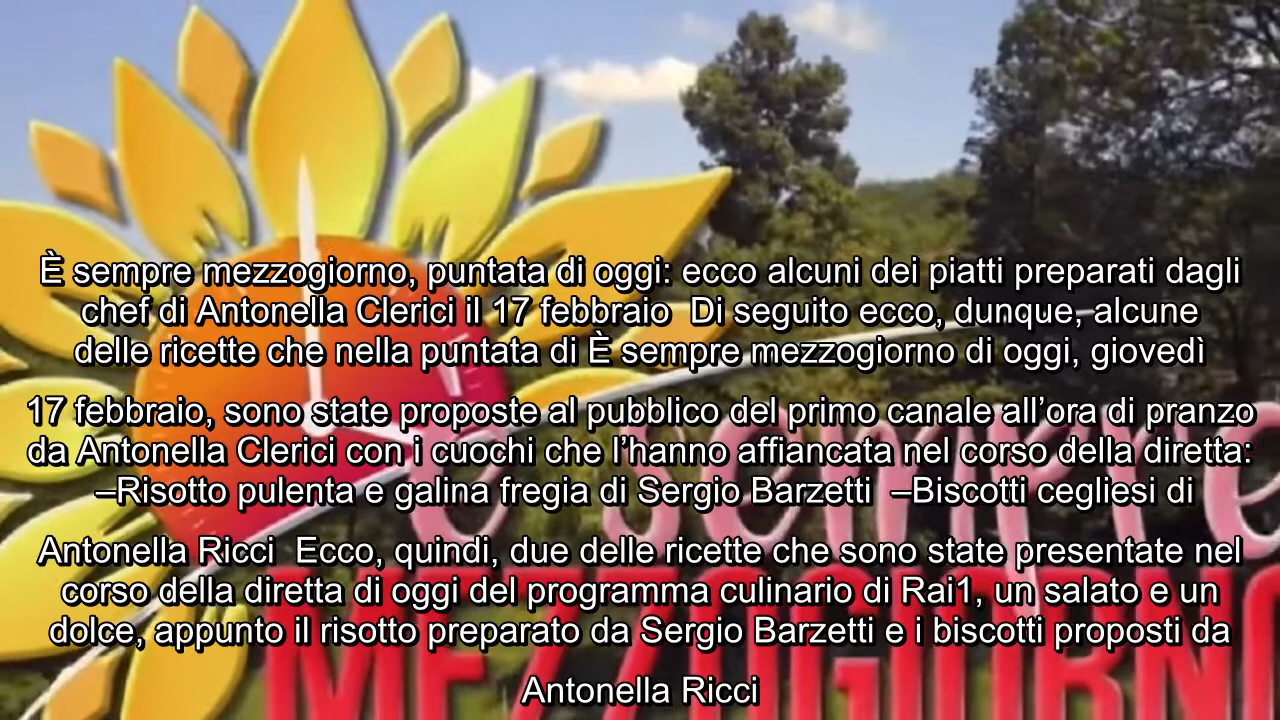 È sempre mezzogiorno, puntata di oggi: ecco alcuni dei piatti preparati dagli
chef di Antonella Clerici il 17 febbraio  Di seguito ecco, dunque, alcune
delle ricette che nella puntata di È sempre mezzogiorno di oggi, giovedì
17 febbraio, sono state proposte al pubblico del primo canale all’ora di pranzo
da Antonella Clerici con i cuochi che l’hanno affiancata nel corso della diretta:
–Risotto pulenta e galina fregia di Sergio Barzetti  –Biscotti cegliesi di
Antonella Ricci  Ecco, quindi, due delle ricette che sono state presentate nel
corso della diretta di oggi del programma culinario di Rai1, un salato e un
dolce, appunto il risotto preparato da Sergio Barzetti e i biscotti proposti da
Antonella Ricci
è sempre
MEZZOGIORNO